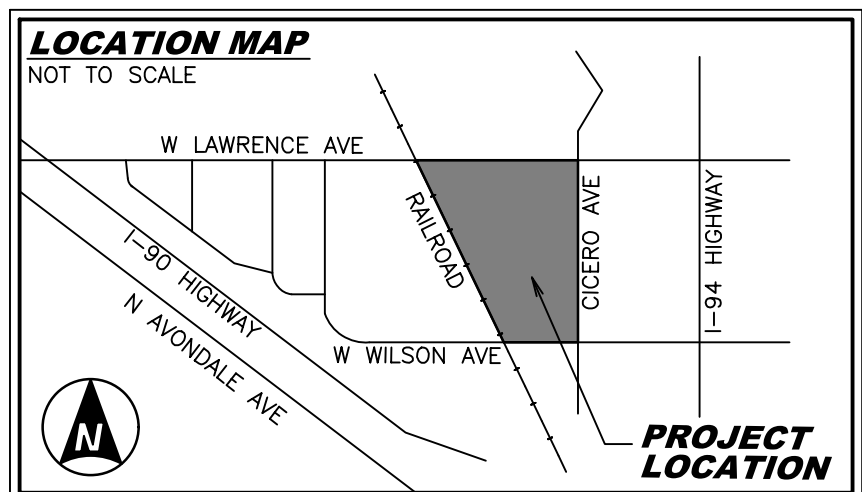 LOCATION MAP
NOT TO SCALE
W LAWRENCE AVE
RAILROAD
CICERO AVE
I-94 HIGHWAY
I-90 HIGHWAY
N AVONDALE AVE
W WILSON AVE
N
PROJECT
LOCATION